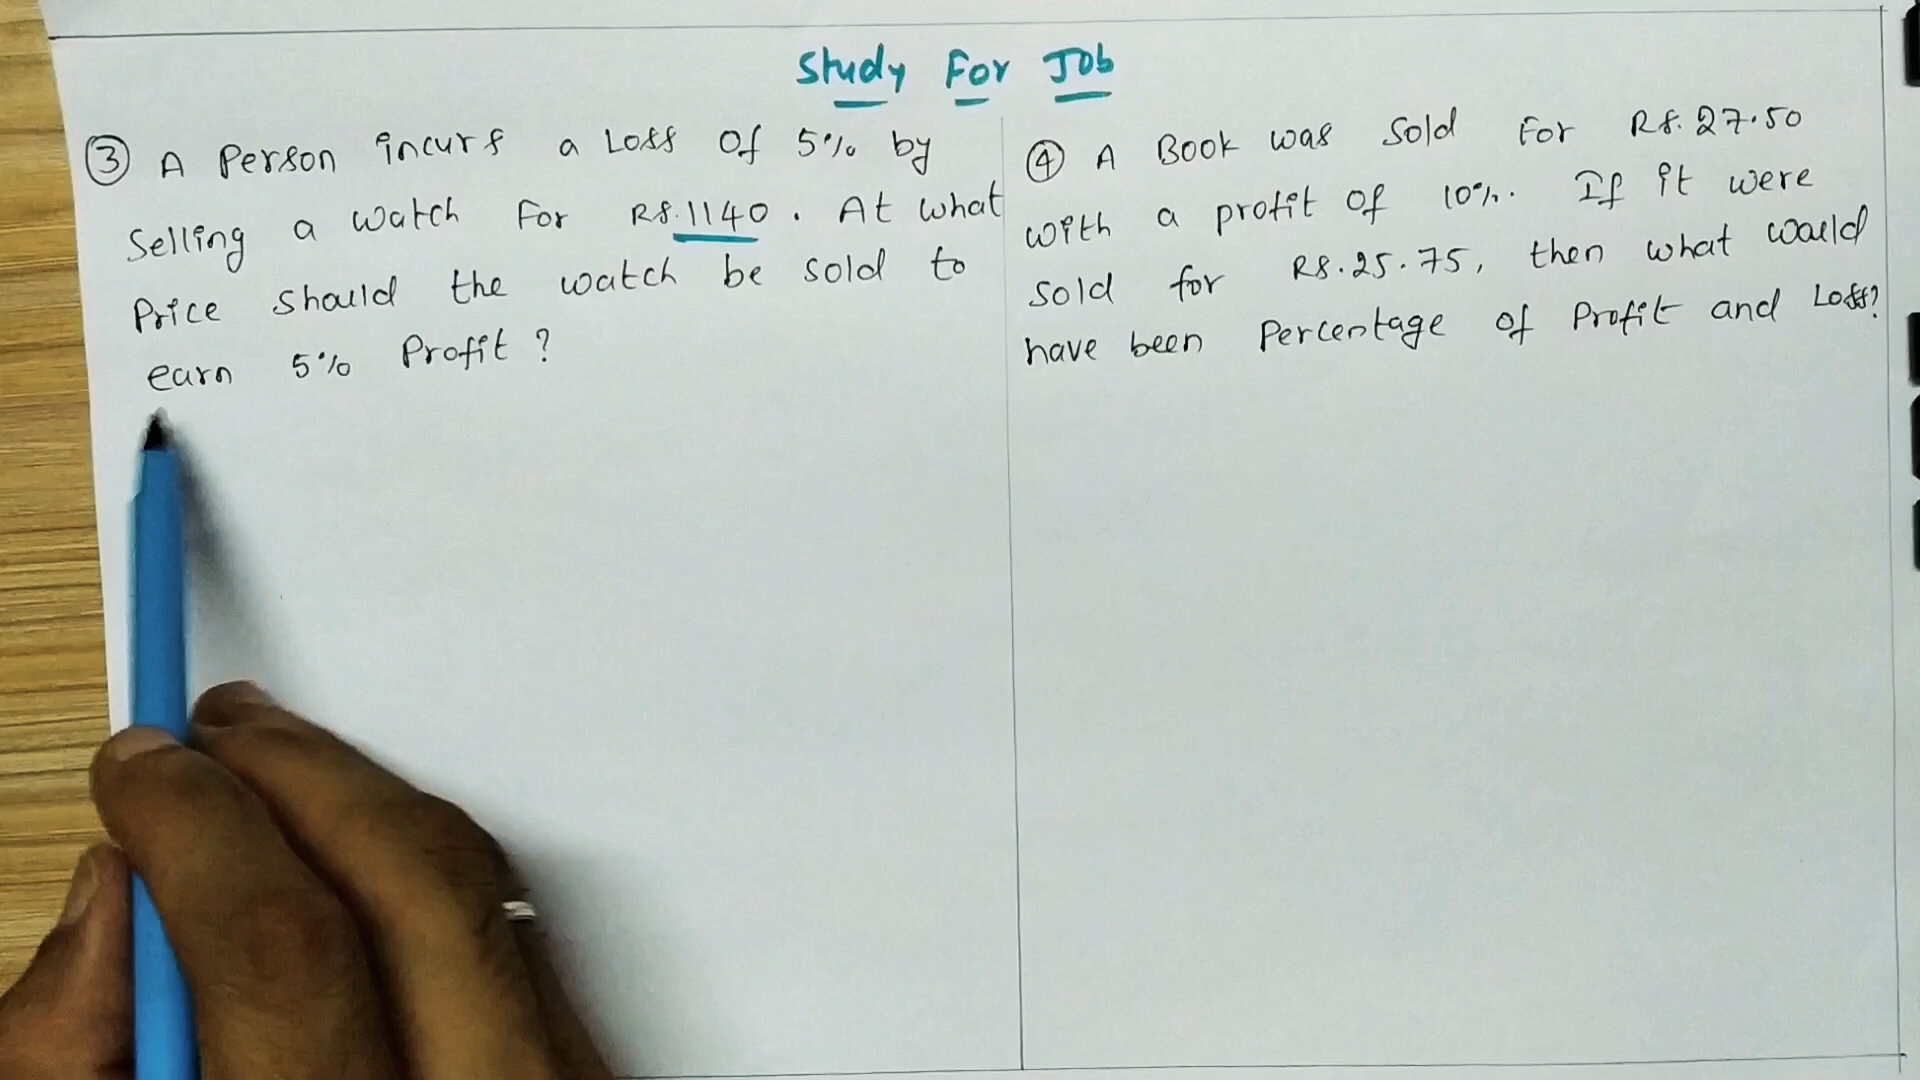 Study For Job
③ A Person incurs a Loss of 5% by
Selling a watch For RS.1140. At what
Price should the watch be sold to
earn 5% Profit?
④ A Book was Sold For RS.27.50
with a profit of 10%. If it were
sold for RS.25.75, then what would
have been Percentage of Profit and Loss?